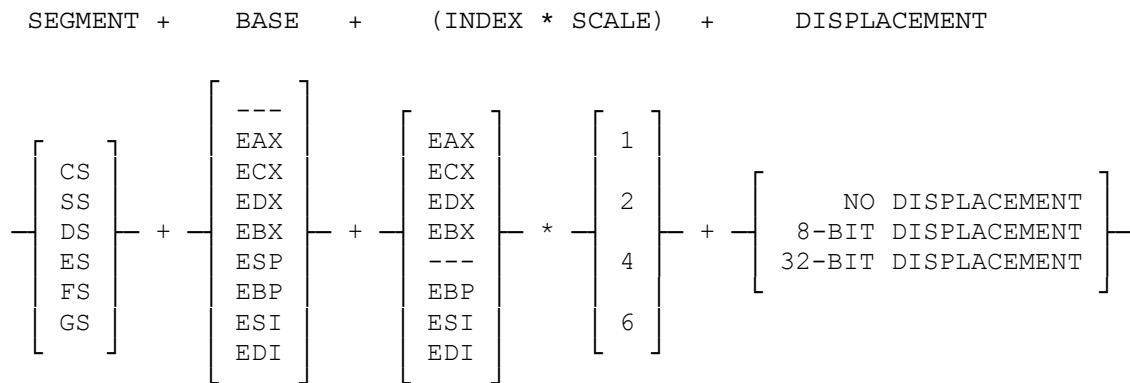 SEGMENT + BASE + (INDEX * SCALE) + DISPLACEMENT
---
EAX EAX 1
CS ECX ECX
SS EDX EDX 2 NO DISPLACEMENT
DS + EBX + EBX * + 8-BIT DISPLACEMENT
ES ESP --- 4 32-BIT DISPLACEMENT
FS EBP EBP
GS ESI ESI 6
EDI EDI